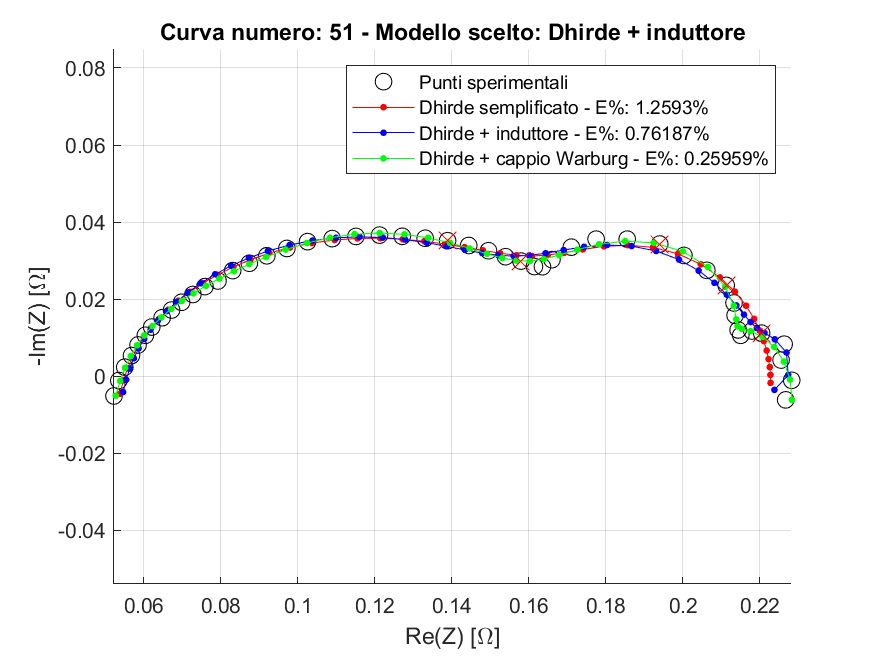 Curva numero: 51 - Modello scelto: Dhirde + induttore
Punti sperimentali
Dhirde semplificato - E%: 1.2593%
Dhirde + induttore - E%: 0.76187%
Dhirde + cappio Warburg - E%: 0.25959%
0.08
0.06
0.04
0.02
0
-0.02
-0.04
-Im(Z) [Ω]
0.06 0.08 0.1 0.12 0.14 0.16 0.18 0.2 0.22
Re(Z) [Ω]